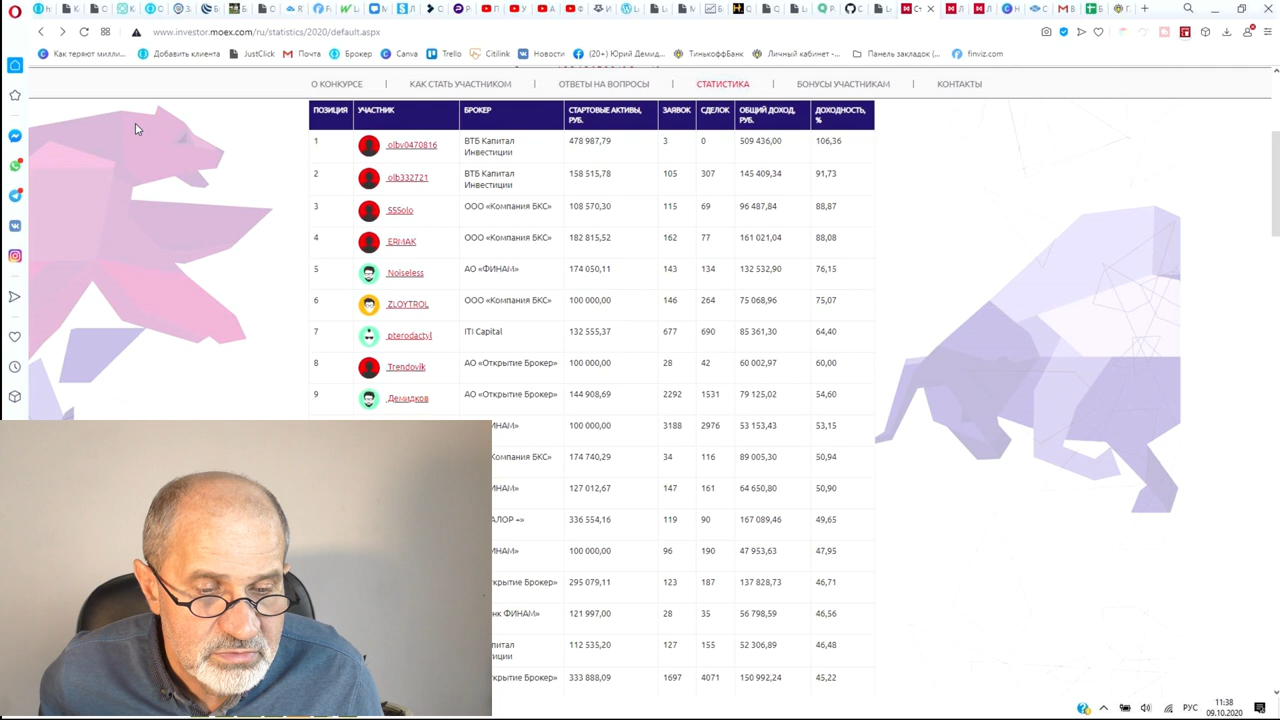 www.investor.moex.com/ru/statistics/2020/default.aspx
Как теряют милли...
Добавить клиента
JustClick
Почта
Брокер
Canva
Trello
Citilink
Новости
(20+) Юрий Демид...
ТинькоффБанк
Личный кабинет -...
Панель закладок (...
finviz.com
О КОНКУРСЕ
КАК СТАТЬ УЧАСТНИКОМ
ОТВЕТЫ НА ВОПРОСЫ
СТАТИСТИКА
БОНУСЫ УЧАСТНИКАМ
КОНТАКТЫ
ПОЗИЦИЯ УЧАСТНИК БРОКЕР СТАРТОВЫЕ АКТИВЫ, РУБ. ЗАЯВОК СДЕЛОК ОБЩИЙ ДОХОД, РУБ. ДОХОДНОСТЬ, %
1 olbv0470816 ВТБ Капитал Инвестиции 478 987,79 3 0 509 436,00 106,36
2 olb332721 ВТБ Капитал Инвестиции 158 515,78 105 307 145 409,34 91,73
3 SSSolo ООО «Компания БКС» 108 570,30 115 69 96 487,84 88,87
4 ERMAK ООО «Компания БКС» 182 815,52 162 77 161 021,04 88,08
5 Noiseless АО «ФИНАМ» 174 050,11 143 134 132 532,90 76,15
6 ZLOYTROL ООО «Компания БКС» 100 000,00 146 264 75 068,96 75,07
7 pterodactyl ITI Capital 132 555,37 677 690 85 361,30 64,40
8 Trendovik АО «Открытие Брокер» 100 000,00 28 42 60 002,97 60,00
9 Демидков АО «Открытие Брокер» 144 908,69 2292 1531 79 125,02 54,60
ИНАМ» 100 000,00 3188 2976 53 153,43 53,15
Компания БКС» 174 740,29 34 116 89 005,30 50,94
ИНАМ» 127 012,67 147 161 64 650,80 50,90
АЛОР +» 336 554,16 119 90 167 089,46 49,65
ИНАМ» 100 000,00 96 190 47 953,63 47,95
ткрытие Брокер» 295 079,11 123 187 137 828,73 46,71
нк ФИНАМ» 121 997,00 28 35 56 798,59 46,56
питал ции 112 535,20 127 155 52 306,89 46,48
ткрытие Брокер» 333 888,09 1697 4071 150 992,24 45,22
РУС
11:38
09.10.2020